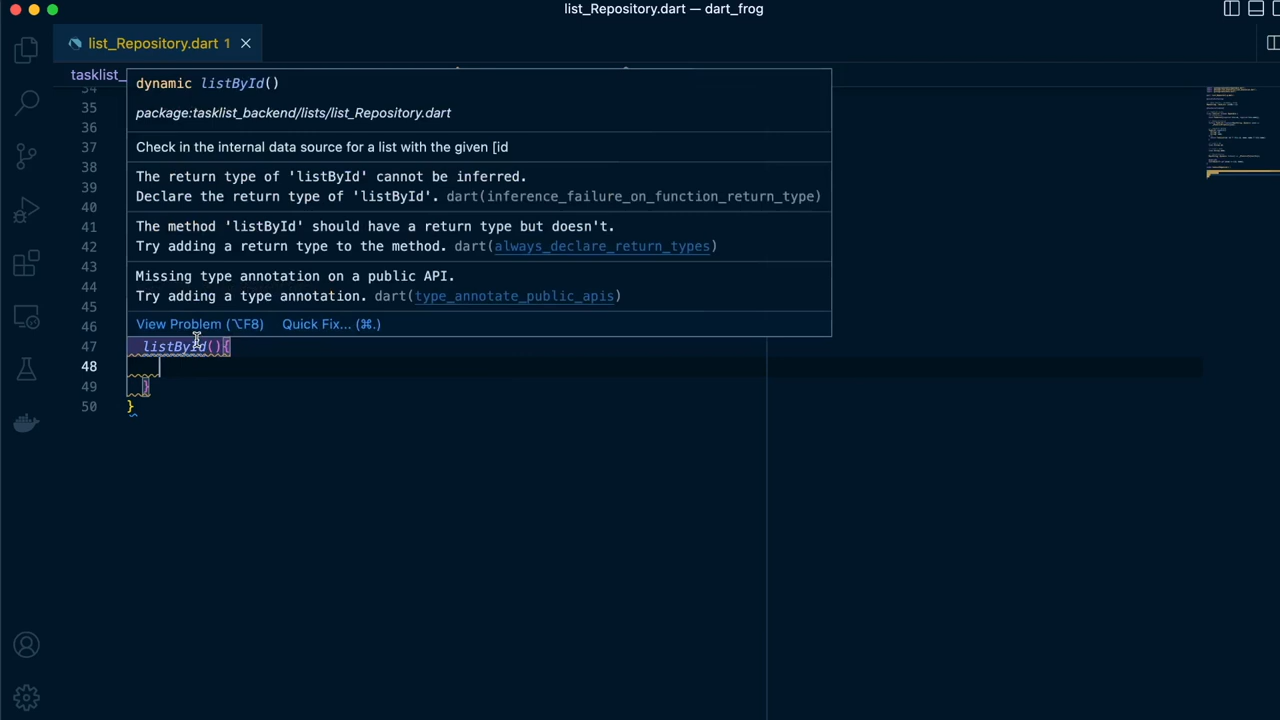 list_Repository.dart — dart_frog
list_Repository.dart 1
tasklist_
dynamic listById()
package:tasklist_backend/lists/list_Repository.dart
Check in the internal data source for a list with the given [id]
The return type of 'listById' cannot be inferre.
Declare the return type of 'listById'. dart(inference_failure_on_function_return_type)
The method 'listById' should have a return type but doesn't.
Try adding a return type to the method. dart(always_declare_return_types)
Missing type annotation on a public API.
Try adding a type annotation. dart(type_annotate_public_apis)
View Problem (⌥F8) Quick Fix... (⌘.)
34
35
36
37
38
39
40
41
42
43
44
45
46
47 listById(){
48
49 }
50 }